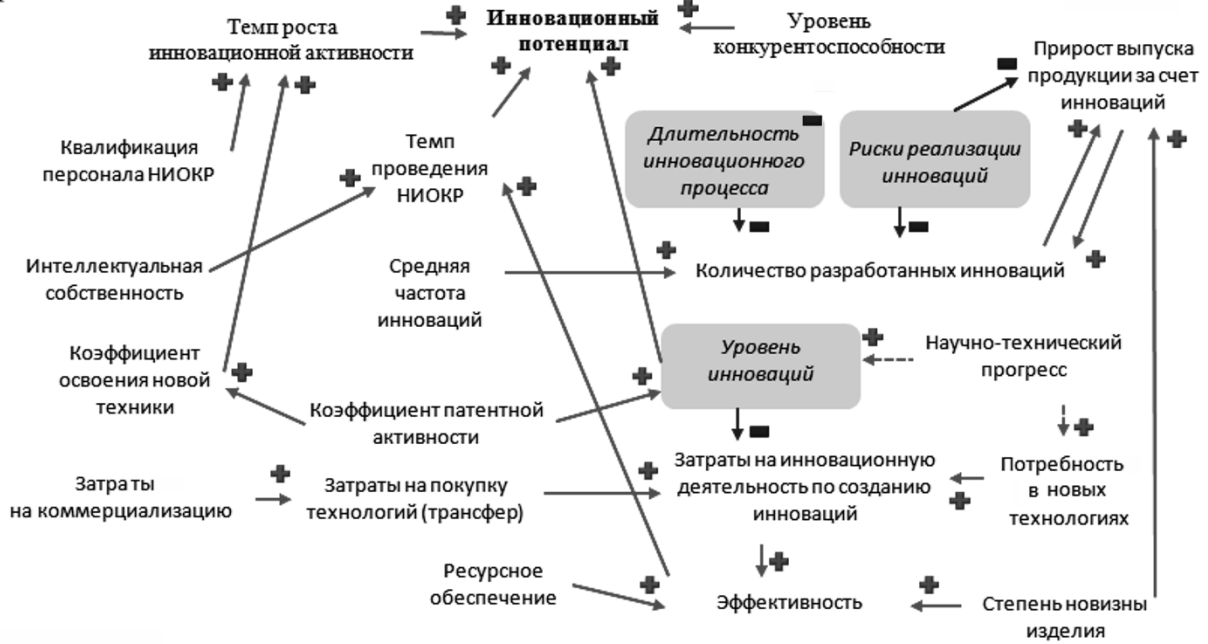 Темп роста
инновационной активности
Инновационный
потенциал
Уровень
конкурентоспособности
Прирост выпуска
продукции за счет
инноваций
Квалификация
персонала НИОКР
Темп
проведения
НИОКР
Длительность
инновационного
процесса
Риски реализации
инноваций
Интеллектуальная
собственность
Средняя
частота
инноваций
Количество разработанных инноваций
Коэффициент
освоения новой
техники
Уровень
инноваций
Научно-технический
прогресс
Коэффициент патентной
активности
Затраты
на коммерциализацию
Затраты на покупку
технологий (трансфер)
Затраты на инновационную
деятельность по созданию
инноваций
Потребность
в новых
технологиях
Ресурсное
обеспечение
Эффективность
Степень новизны
изделия